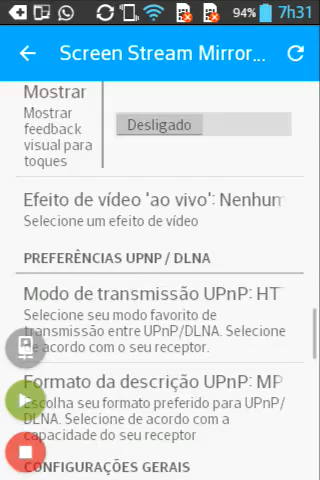 94% 7h31
Screen Stream Mirror...
Mostrar
Mostrar
feedback
visual para
toques
Desligado
Efeito de vídeo 'ao vivo': Nenhum
Selecione um efeito de vídeo
PREFERÊNCIAS UPNP / DLNA
Modo de transmissão UPnP: HT
Selecione seu modo favorito de
transmissão entre UPnP/DLNA. Selecione
de acordo com o seu receptor.
Formato da descrição UPnP: MP
Escolha seu formato preferido para UPnP/
DLNA. Selecione de acordo com a
capacidade do seu receptor
CONFIGURAÇÕES GERAIS